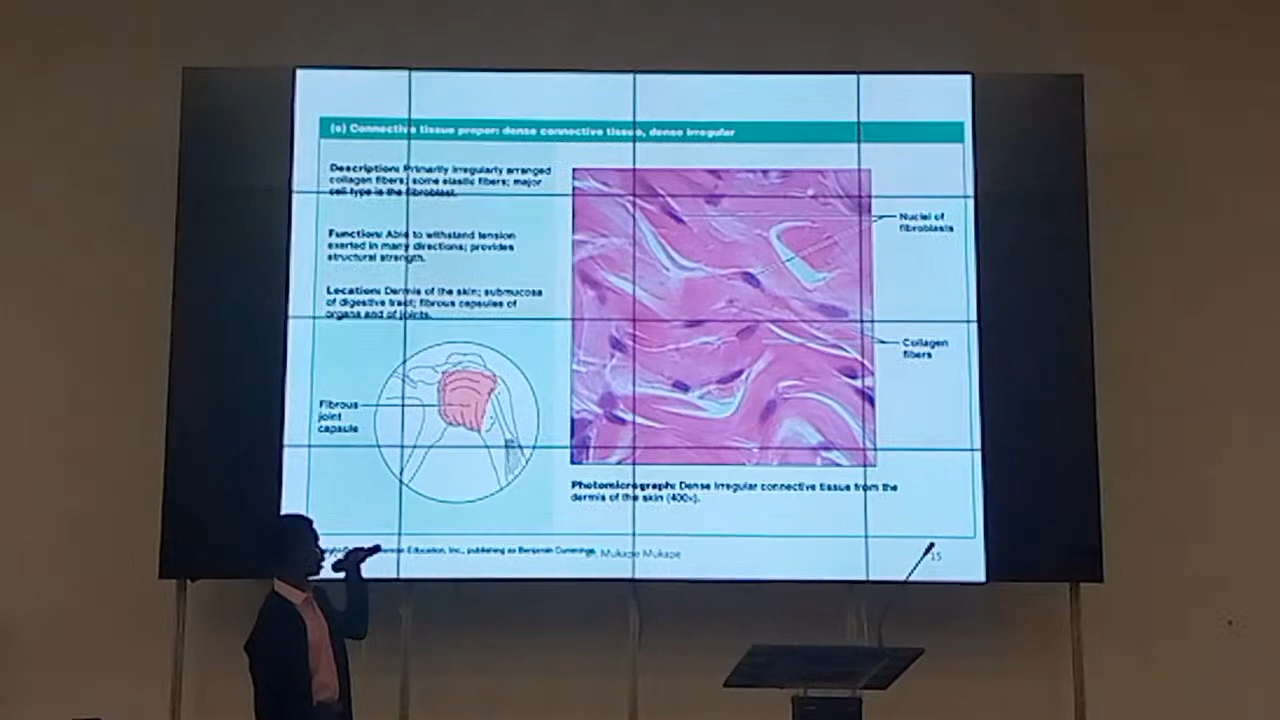 (e) Connective tissue proper: dense connective tissue, dense irregular
Description: Primarily irregularly arranged
collagen fibers; some elastic fibers; major
cell type is the fibroblast.
Function: Able to withstand tension
exerted in many directions; provides
structural strength.
Location: Dermis of the skin; submucosa
of digestive tract; fibrous capsules of
organs and of joints.
Fibrous
joint
capsule
Nuclei of
fibroblasts
Collagen
fibers
Photomicrograph: Dense irregular connective tissue from the
dermis of the skin (400x).
Education, Inc., publishing as Benjamin Cummings
Mukape Mukape
15